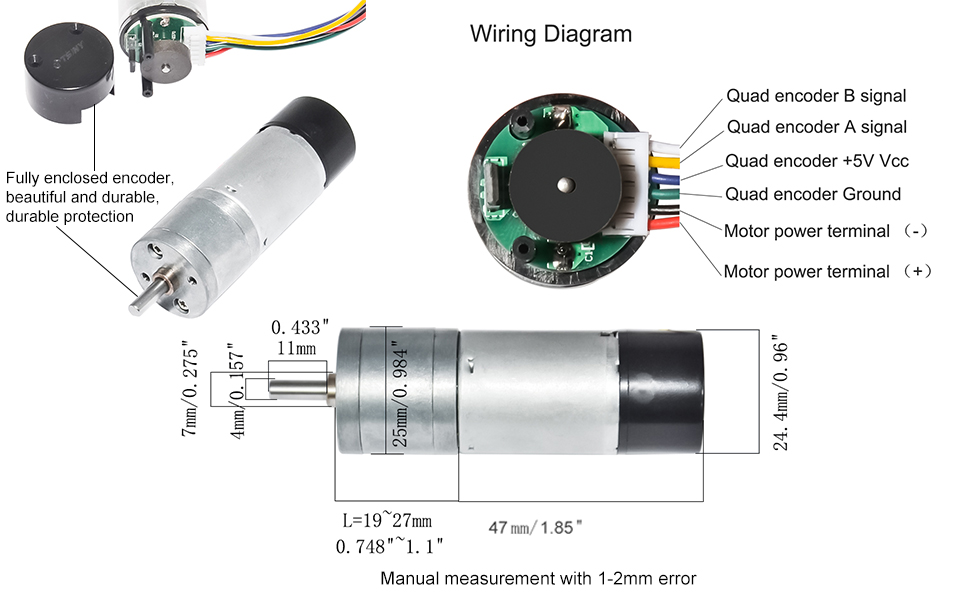 Wiring Diagram
Quad encoder B signal
Quad encoder A signal
Quad encoder +5V Vcc
Quad encoder Ground
Motor power terminal （-）
Motor power terminal （+）
Fully enclosed encoder,
beautiful and durable,
durable protection
0.433"
11mm
7mm/0.275"
4mm/0.157"
25mm/0.984"
24.4mm/0.96"
L=19~27mm
0.748"~1.1"
47mm/1.85"
Manual measurement with 1-2mm error